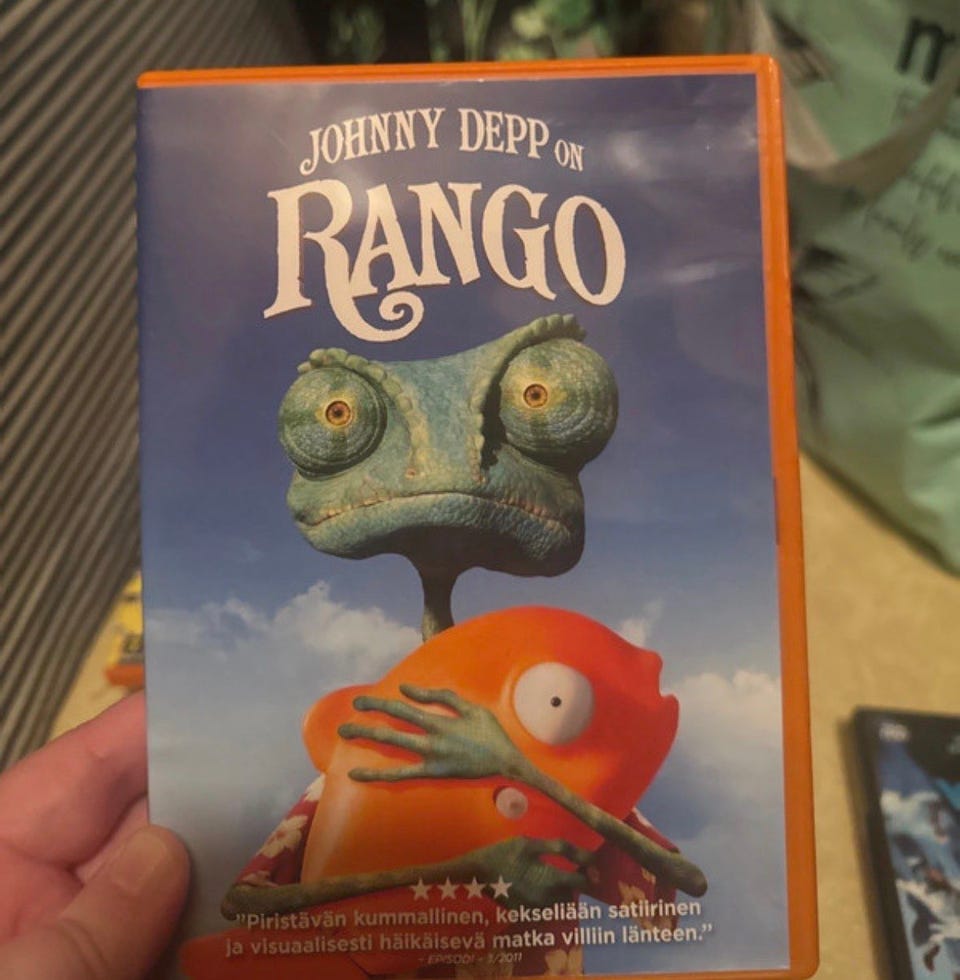 JOHNNY DEPP ON
RANGO
"Piristävän kummallinen, kekseliään satiirinen
ja visuaalisesti häikäisevä matka villiin länteen."
- EPISODI - 3/2011